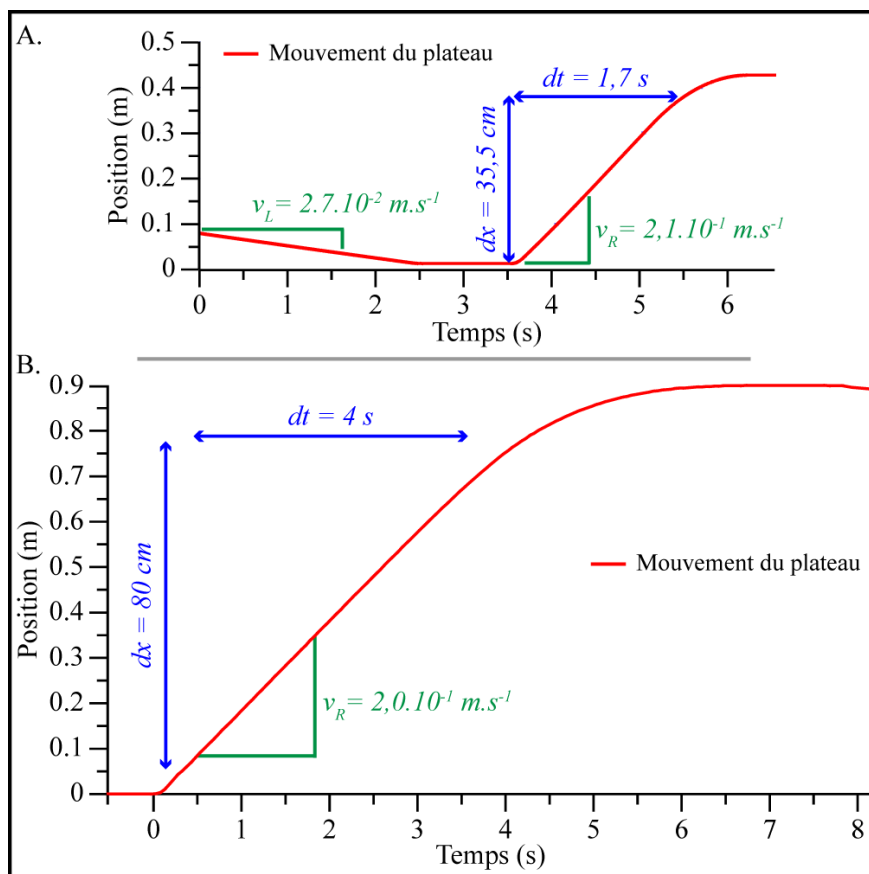 A.
0.5
0.4
0.3
0.2
0.1
0
Position (m)
Mouvement du plateau
dt = 1,7 s
dx = 35,5 cm
v_L = 2.7.10⁻² m.s⁻¹
v_R = 2,1.10⁻¹ m.s⁻¹
0 1 2 3 4 5 6
Temps (s)
B.
0.9
0.8
0.7
0.6
0.5
0.4
0.3
0.2
0.1
0
Position (m)
dt = 4 s
dx = 80 cm
Mouvement du plateau
v_R = 2,0.10⁻¹ m.s⁻¹
0 1 2 3 4 5 6 7 8
Temps (s)